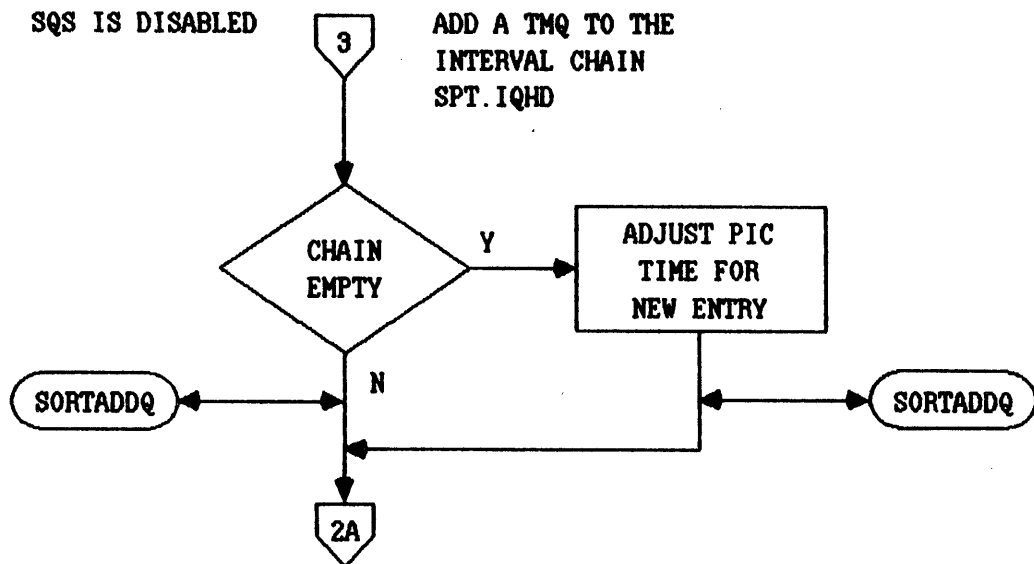 SQS IS DISABLED
3
ADD A TMQ TO THE
INTERVAL CHAIN
SPT.IQHD
CHAIN
EMPTY
Y
ADJUST PIC
TIME FOR
NEW ENTRY
N
SORTADDQ
SORTADDQ
2A